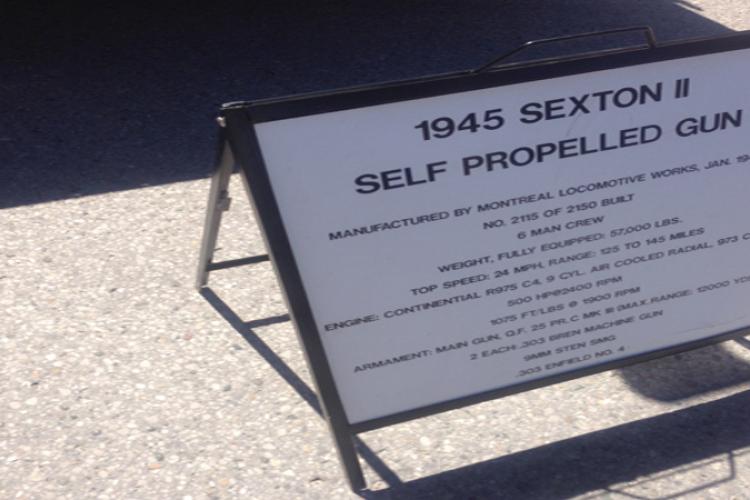 1945 SEXTON II
SELF PROPELLED GUN
MANUFACTURED BY MONTREAL LOCOMOTIVE WORKS, JAN.
NO. 2115 OF 2150 BUILT
6 MAN CREW
WEIGHT, FULLY EQUIPPED: 57,000 LBS.
TOP SPEED: 24 MPH, RANGE: 125 TO 145 MILES
ENGINE: CONTINENTIAL R975 C4, 9 CYL. AIR COOLED RADIAL, 973
500 HP@2400 RPM
1075 FT/LBS @ 1900 RPM
ARMAMENT: MAIN GUN, Q.F. 25 PR, C MK III (MAX.RANGE: 12000
2 EACH .303 BREN MACHINE GUN
9MM STEN SMG
.303 ENFIELD NO. 4